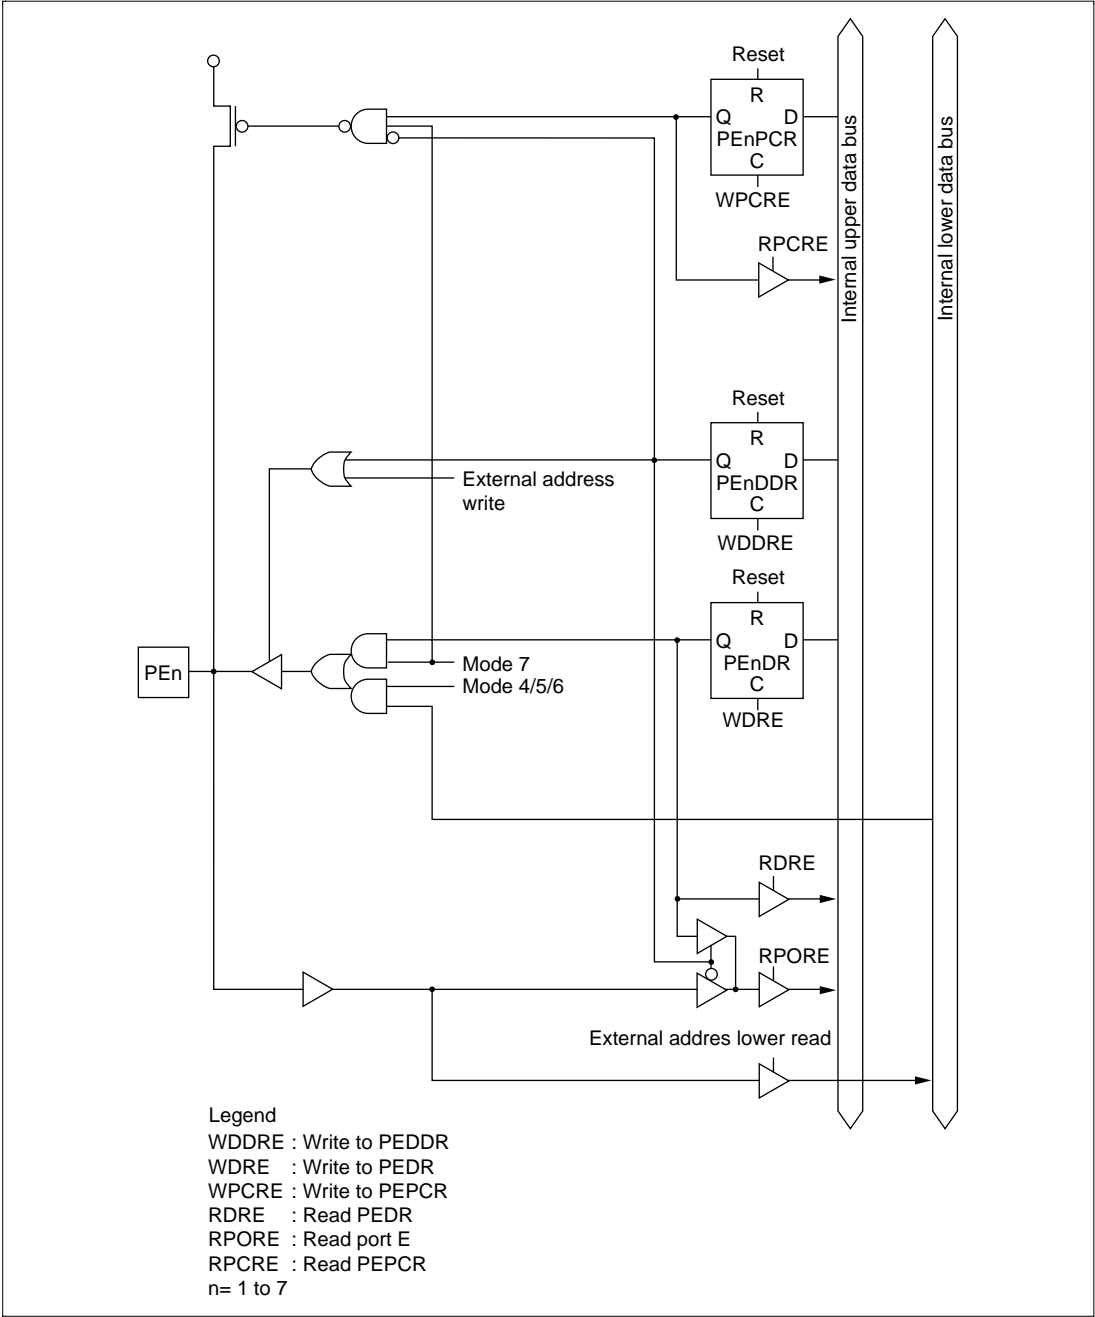 Reset
R
Q D
PEnPCR
C
WPCRE
RPCRE
Internal upper data bus
Internal lower data bus
Reset
R
Q D
PEnDDR
C
WDDRE
External address
write
Reset
R
Q D
PEnDR
C
WDRE
PEn
Mode 7
Mode 4/5/6
RDRE
RPORE
External addres lower read
Legend
WDDRE : Write to PEDDR
WDRE : Write to PEDR
WPCRE : Write to PEPCR
RDRE : Read PEDR
RPORE : Read port E
RPCRE : Read PEPCR
n= 1 to 7